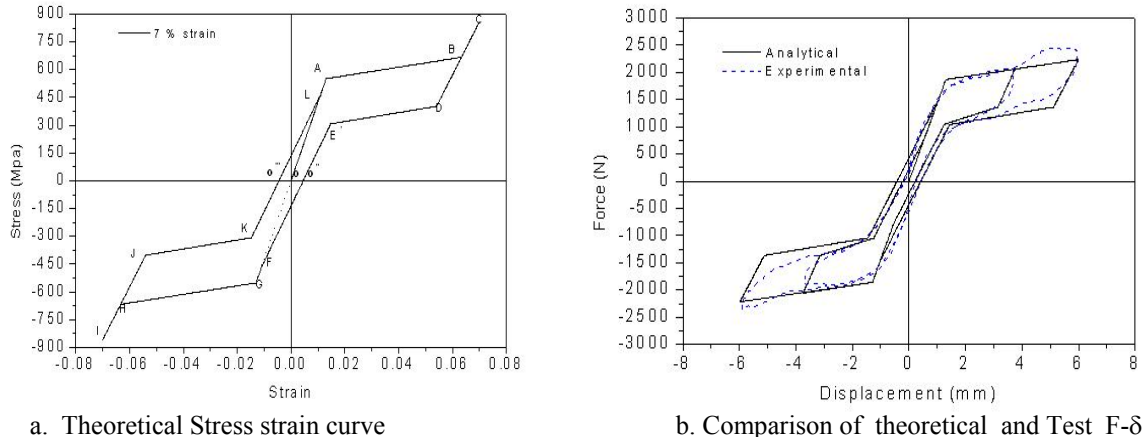 900
750
600
450
300
150
0
-150
-300
-450
-600
-750
-900
Stress (Mpa)
7 % strain
A
B
C
D
E
F
G
H
I
J
K
L
o'''
o
o''
-0.08 -0.06 -0.04 -0.02 0.00 0.02 0.04 0.06 0.08
Strain
a. Theoretical Stress strain curve
3000
2500
2000
1500
1000
500
0
-500
-1000
-1500
-2000
-2500
-3000
Force (N)
Analytical
Experimental
-8 -6 -4 -2 0 2 4 6 8
Displacement (mm)
b. Comparison of theoretical and Test F-δ